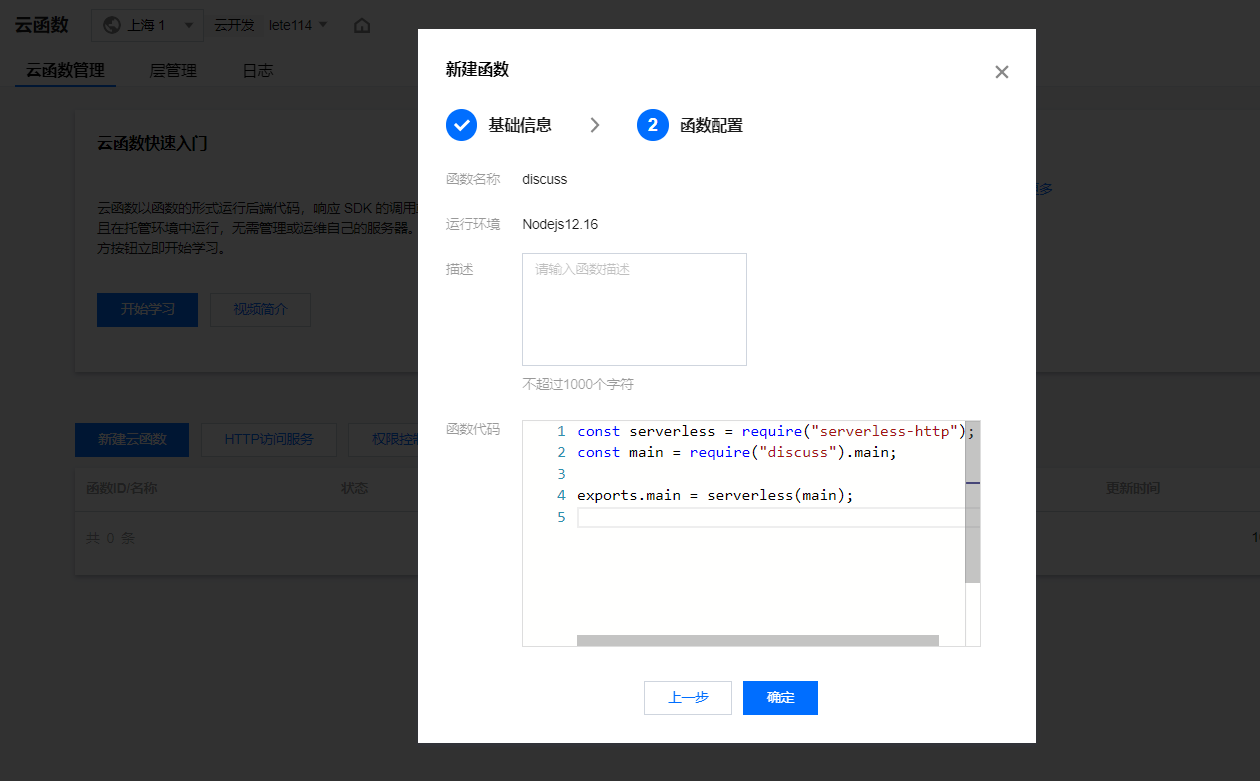 云函数 上海 1 云开发 lete114
云函数管理 层管理 日志
云函数快速入门
云函数以函数的形式运行后端代码，响应 SDK 的调用
且在托管环境中运行，无需管理或运维自己的服务器。
方按钮立即开始学习。
开始学习 视频简介
新建云函数 HTTP访问服务 权限控
函数ID/名称 状态 更新时间
共 0 条
新建函数
基础信息 2 函数配置
函数名称 discuss
运行环境 Nodejs12.16
描述 请输入函数描述
不超过1000个字符
函数代码
1 const serverless = require("serverless-http");
2 const main = require("discuss").main;
3
4 exports.main = serverless(main);
5
上一步 确定